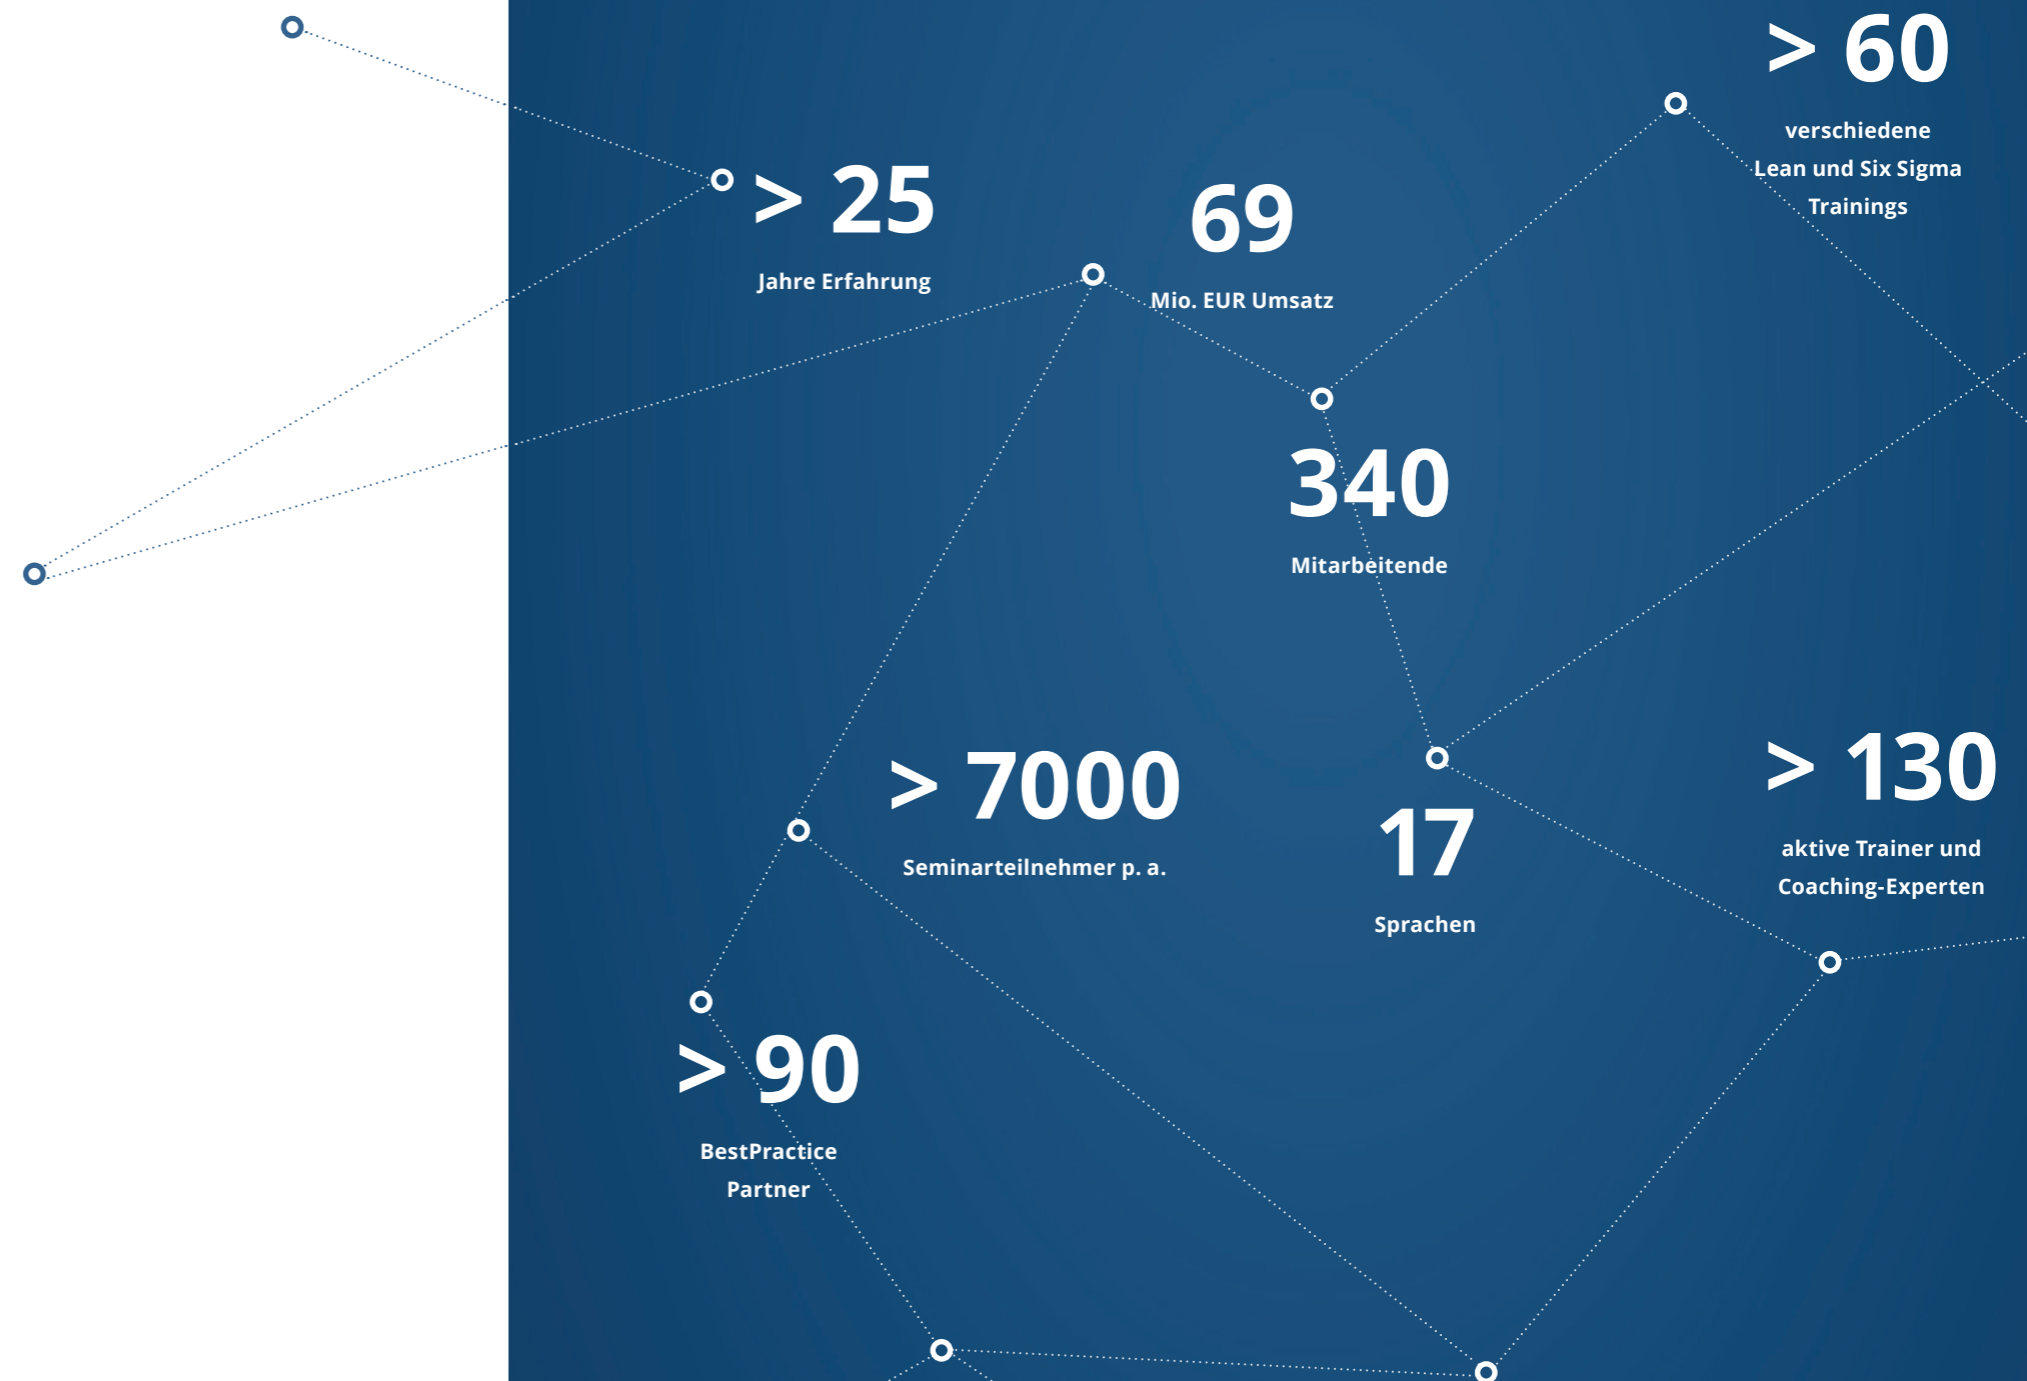 > 60
verschiedene
Lean und Six Sigma
Trainings
> 25
Jahre Erfahrung
69
Mio. EUR Umsatz
340
Mitarbeitende
> 7000
Seminarteilnehmer p. a.
17
Sprachen
> 130
aktive Trainer und
Coaching-Experten
> 90
BestPractice
Partner